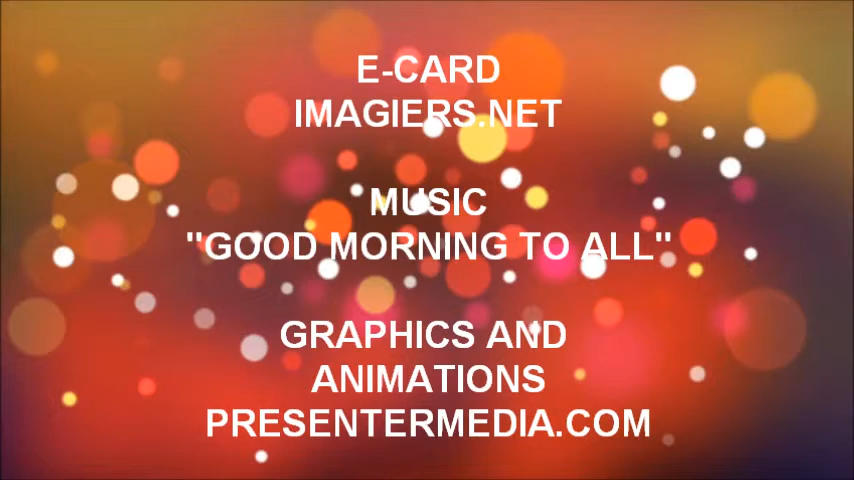 E-CARD
IMAGIERS.NET
MUSIC
"GOOD MORNING TO ALL"
GRAPHICS AND
ANIMATIONS
PRESENTERMEDIA.COM